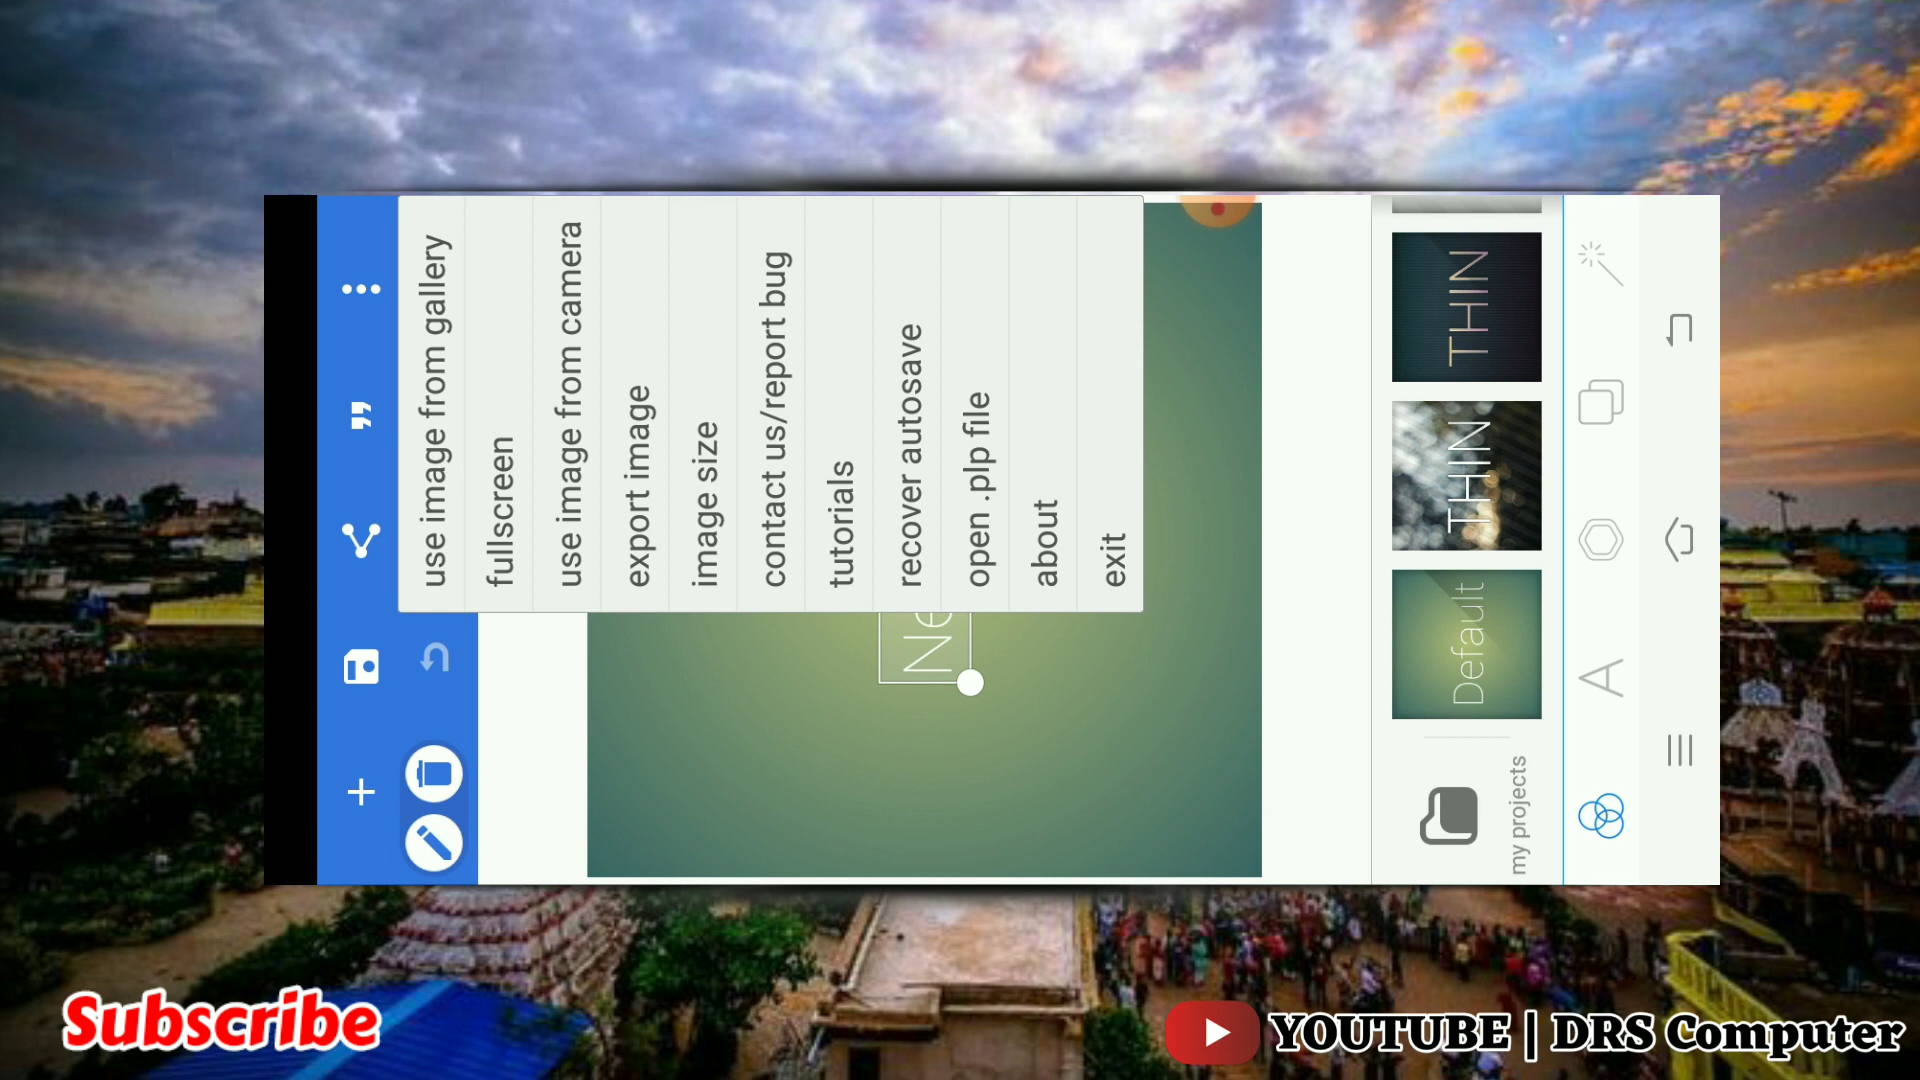 use image from gallery
fullscreen
use image from camera
export image
image size
contact us/report bug
tutorials
recover autosave
open .plp file
about
exit
Ne
my projects
Default
THIN
THIN
Subscribe
YOUTUBE | DRS Computer